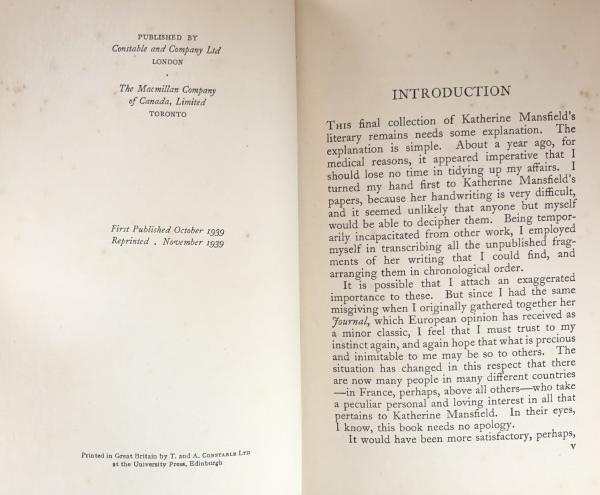 PUBLISHED BY
Constable and Company Ltd
LONDON
·
The Macmillan Company
of Canada, Limited
TORONTO
First Published October 1939
Reprinted . November 1939
Printed in Great Britain by T. and A. CONSTABLE LTD
at the University Press, Edinburgh
INTRODUCTION
THIS final collection of Katherine Mansfield's
literary remains needs some explanation. The
explanation is simple. About a year ago, for
medical reasons, it appeared imperative that I
should lose no time in tidying up my affairs. I
turned my hand first to Katherine Mansfield's
papers, because her handwriting is very difficult,
and it seemed unlikely that anyone but myself
would be able to decipher them. Being tempor-
arily incapacitated from other work, I employed
myself in transcribing all the unpublished frag-
ments of her writing that I could find, and
arranging them in chronological order.
It is possible that I attach an exaggerated
importance to these. But since I had the same
misgiving when I originally gathered together her
Journal, which European opinion has received as
a minor classic, I feel that I must trust to my
instinct again, and again hope that what is precious
and inimitable to me may be so to others. The
situation has changed in this respect that there
are now many people in many different countries
—in France, perhaps, above all others—who take
a peculiar personal and loving interest in all that
pertains to Katherine Mansfield. In their eyes,
I know, this book needs no apology.
It would have been more satisfactory, perhaps,
v